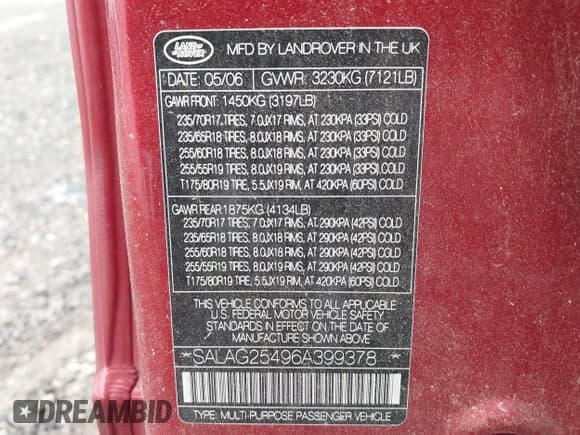 LAND-
ROVER
MFD BY LANDROVER IN THE UK
DATE: 05/06 GVWR: 3230KG (7121LB)
GAWR FRONT: 1450KG (3197LB)
235/70R17 TIRES, 7.0JX17 RIMS, AT 230KPA (33PSI) COLD
235/65R18 TIRES, 8.0JX18 RIMS, AT 230KPA (33PSI) COLD
255/60R18 TIRES, 8.0JX18 RIMS, AT 230KPA (33PSI) COLD
255/55R19 TIRES, 8.0JX19 RIMS, AT 230KPA (33PSI) COLD
T175/80R19 TIRE, 5.5JX19 RIM, AT 420KPA (60PSI) COLD
GAWR REAR 1875KG (4134LB)
235/70R17 TIRES, 7.0JX17 RIMS, AT 290KPA (42PSI) COLD
235/65R18 TIRES, 8.0JX18 RIMS, AT 290KPA (42PSI) COLD
255/60R18 TIRES, 8.0JX18 RIMS, AT 290KPA (42PSI) COLD
255/55R19 TIRES, 8.0JX19 RIMS, AT 290KPA (42PSI) COLD
T175/80R19 TIRE, 5.5JX19 RIM, AT 420KPA (60PSI) COLD
THIS VEHICLE CONFORMS TO ALL APPLICABLE
U.S. FEDERAL MOTOR VEHICLE SAFETY
STANDARDS IN EFFECT ON THE DATE OF
MANUFACTURE SHOWN ABOVE.
*SALAG25496A399378*
TYPE: MULTI-PURPOSE PASSENGER VEHICLE
DREAMBID